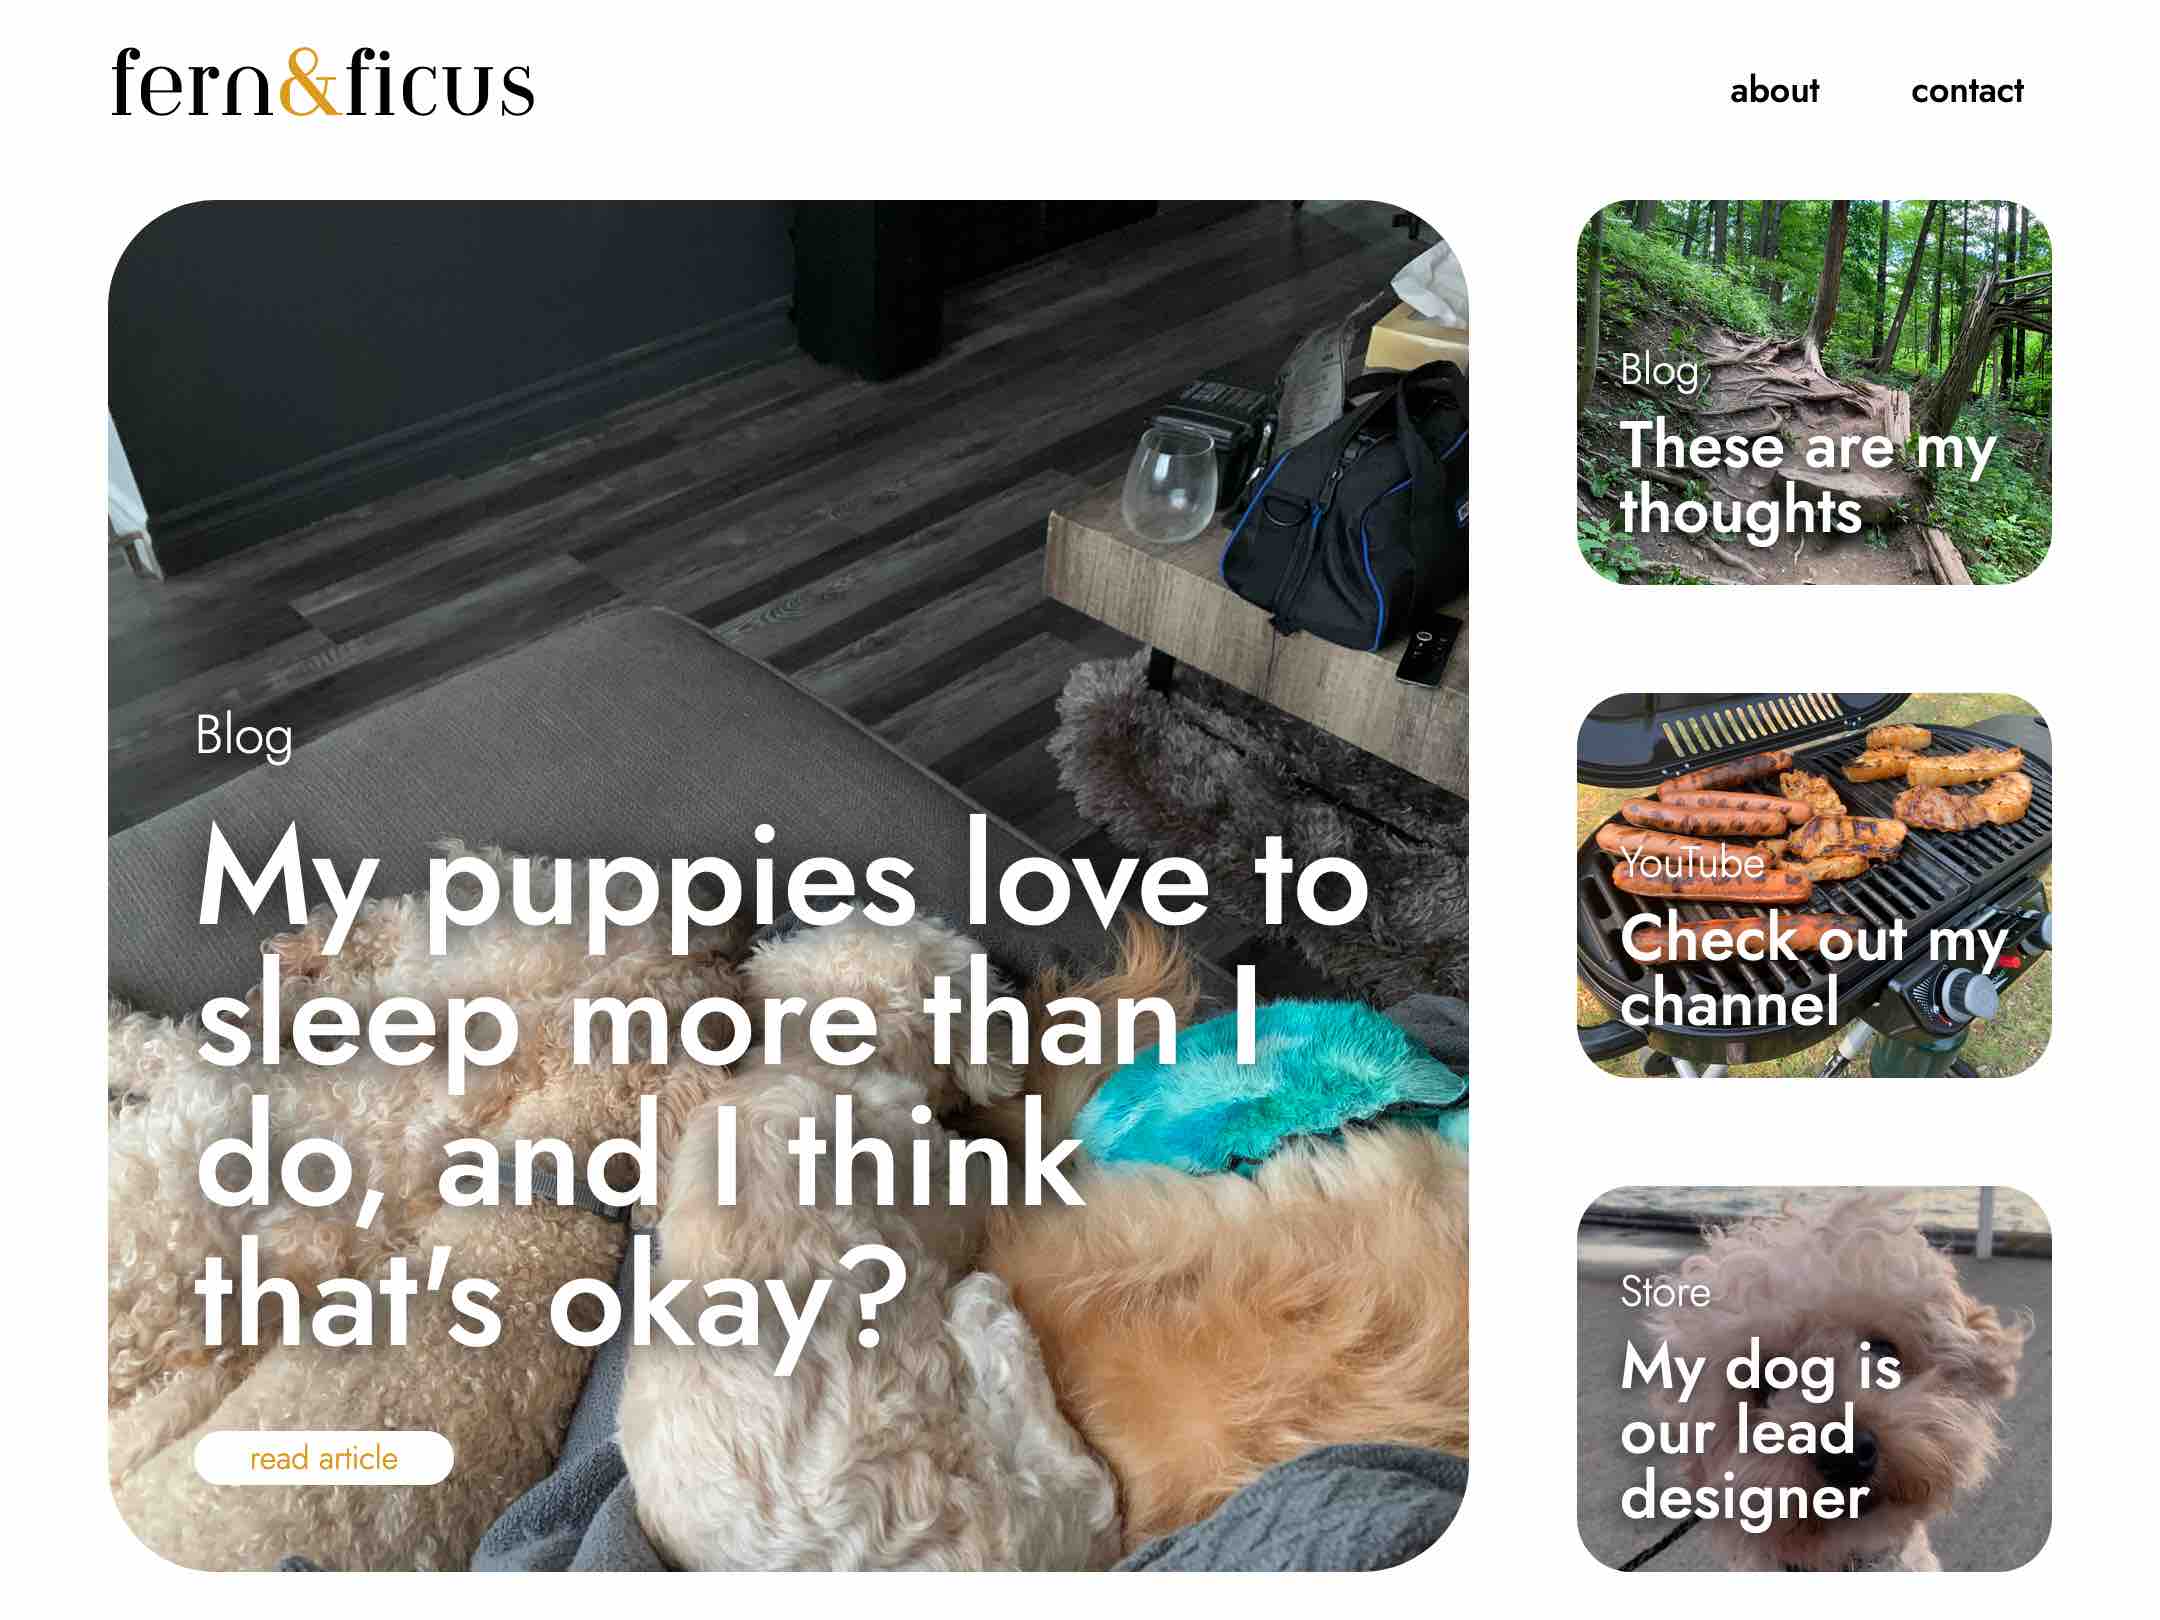 fern&ficus
about contact
Blog
My puppies love to
sleep more than I
do, and I think
that's okay?
read article
Blog
These are my
thoughts
YouTube
Check out my
channel
Store
My dog is
our lead
designer